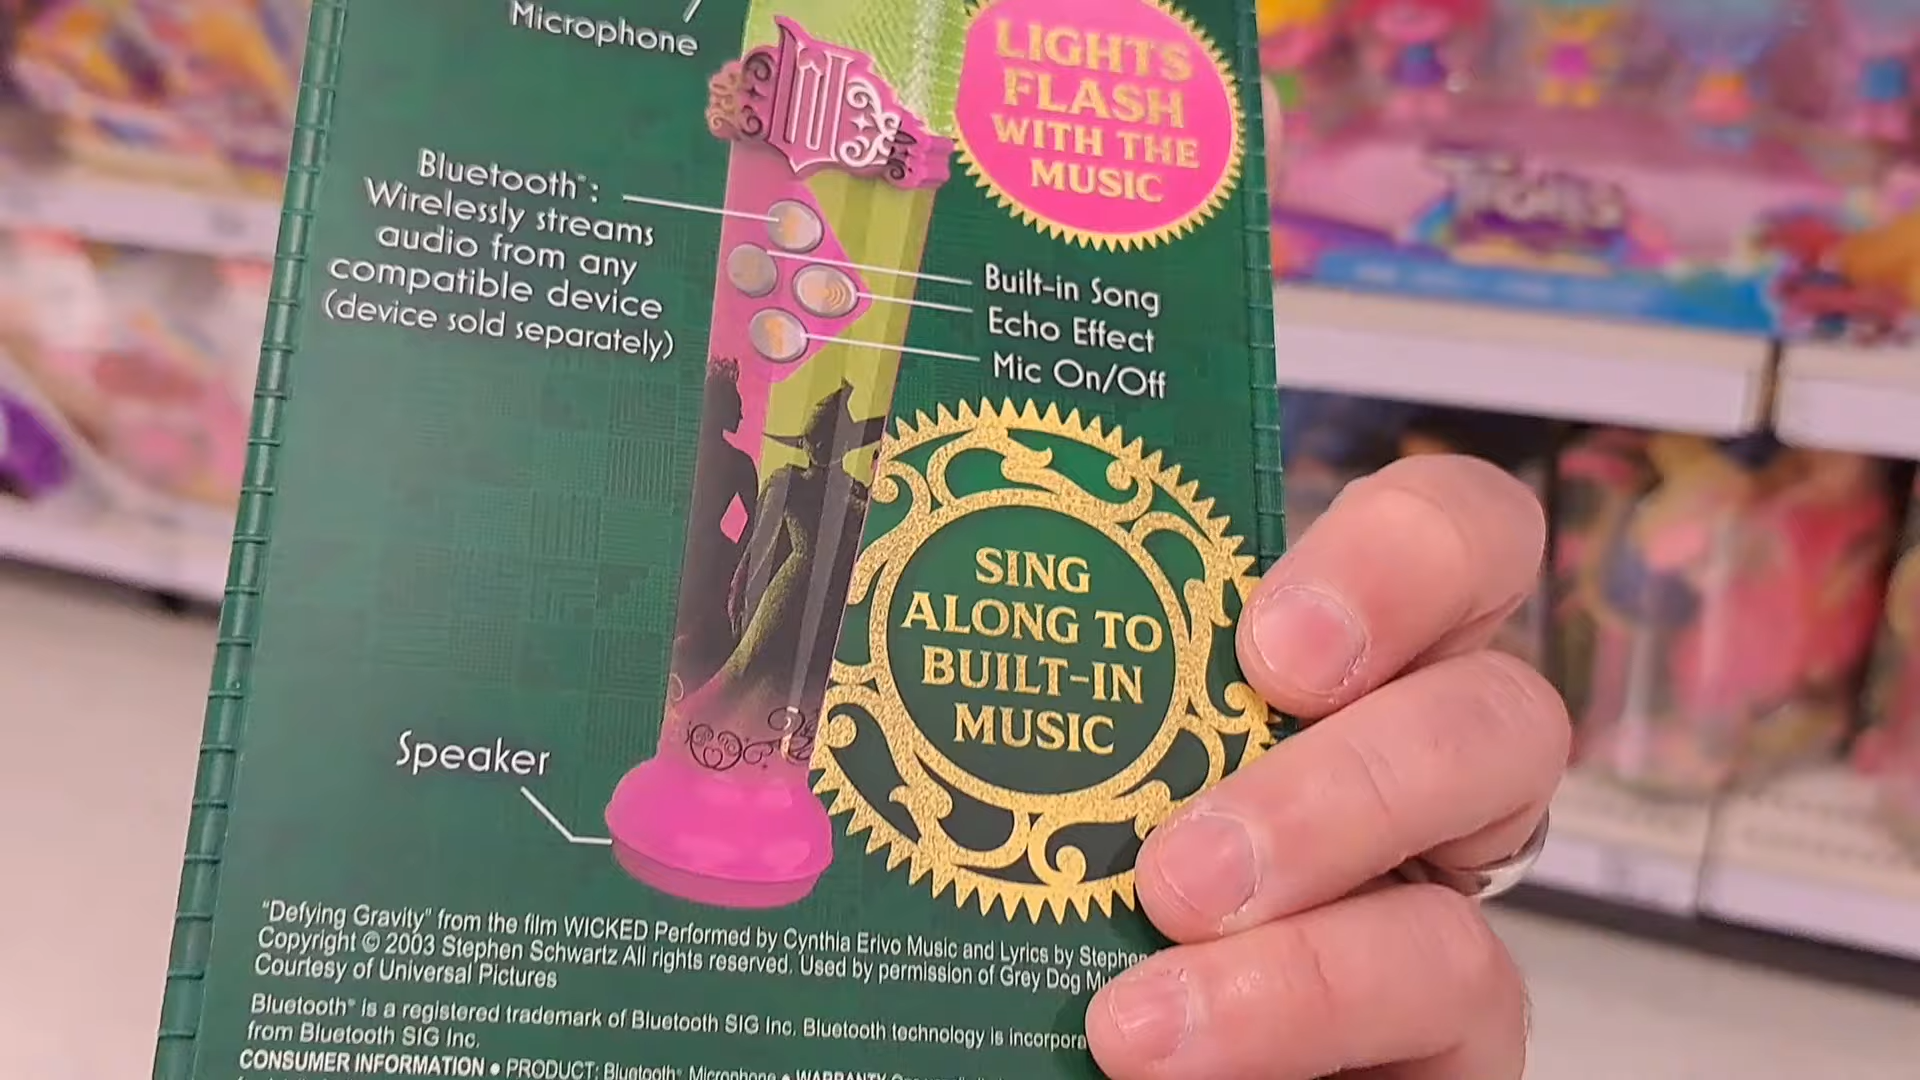 Microphone
LIGHTS
FLASH
WITH THE
MUSIC
Bluetooth®:
Wirelessly streams
audio from any
compatible device
(device sold separately)
Built-in Song
Echo Effect
Mic On/Off
SING
ALONG TO
BUILT-IN
MUSIC
Speaker
"Defying Gravity" from the film WICKED Performed by Cynthia Erivo Music and Lyrics by Stephen
Copyright © 2003 Stephen Schwartz All rights reserved. Used by permission of Grey Dog
Courtesy of Universal Pictures
Bluetooth® is a registered trademark of Bluetooth SIG Inc. Bluetooth technology is
from Bluetooth SIG Inc.
CONSUMER INFORMATION ● PRODUCT: Bluetooth® Microphone ● WARRANTY
Trolls